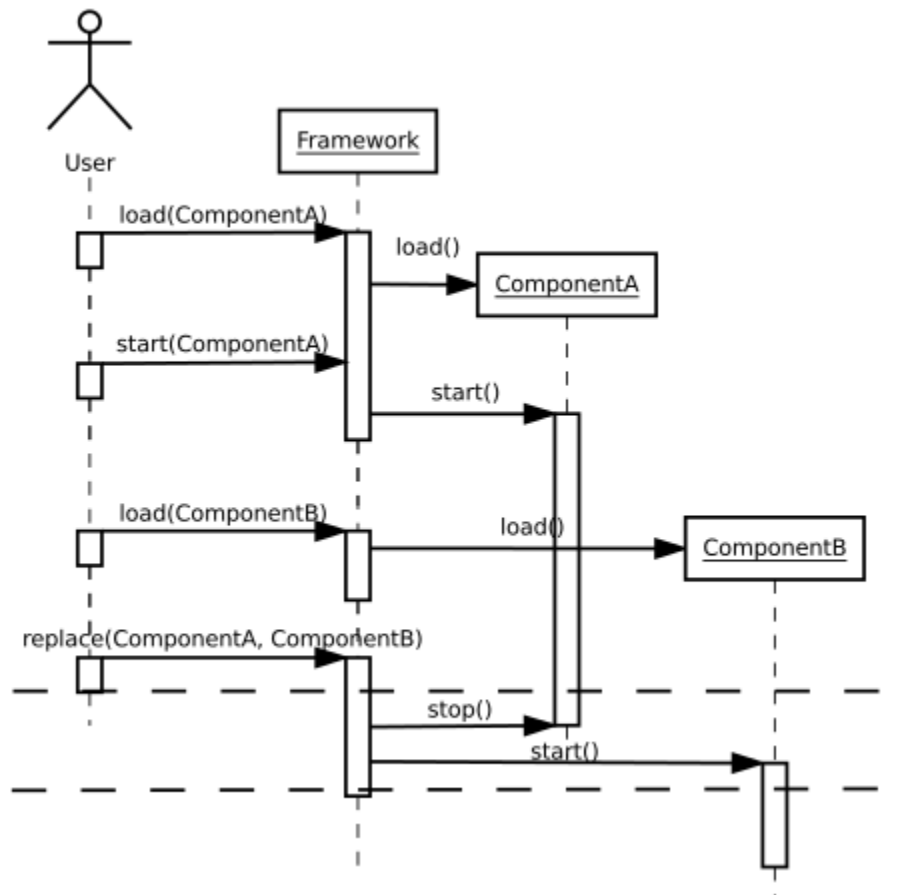 User
Framework
load(ComponentA)
load()
ComponentA
start(ComponentA)
start()
load(ComponentB)
load()
ComponentB
replace(ComponentA, ComponentB)
stop()
start()